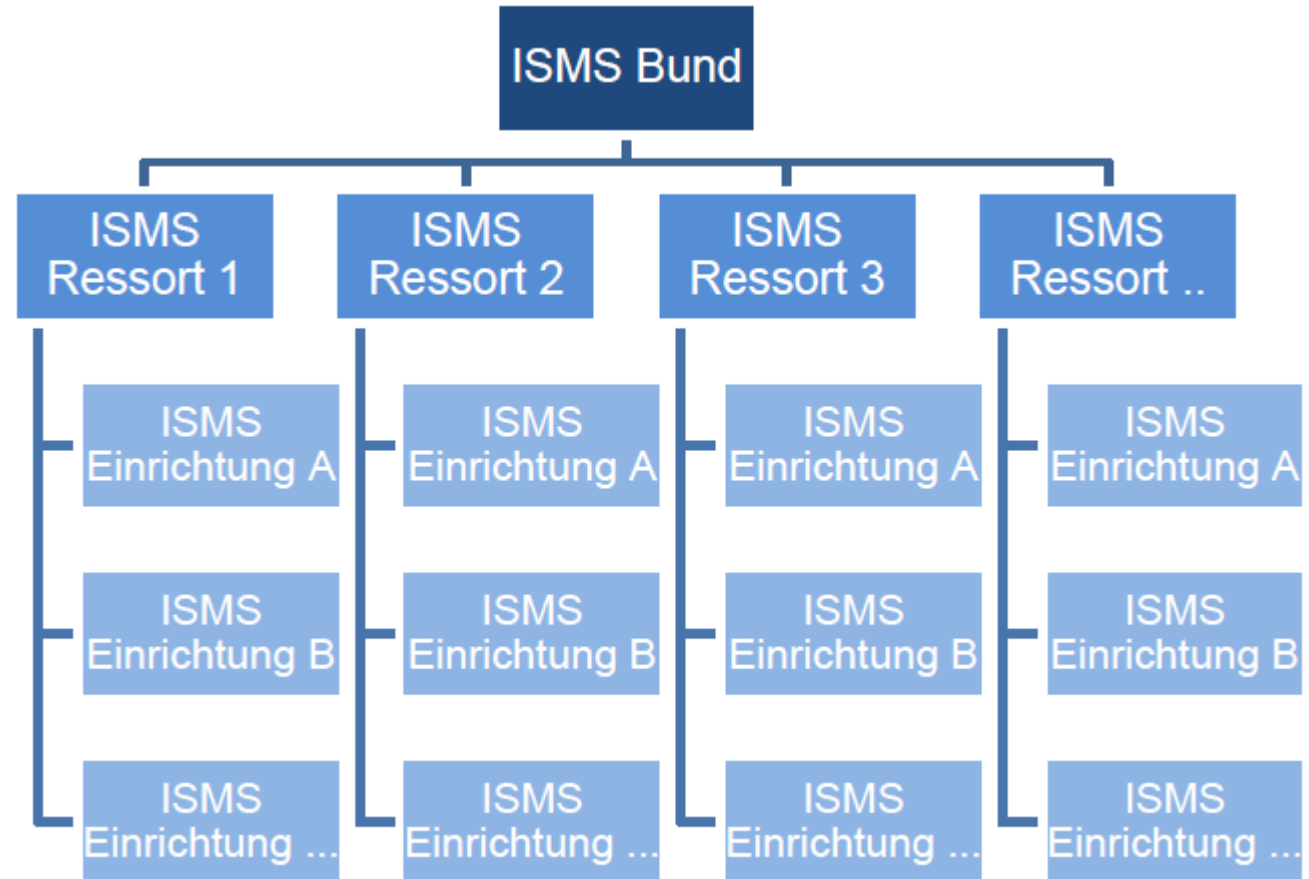 ISMS Bund
ISMS
Ressort 1
ISMS
Ressort 2
ISMS
Ressort 3
ISMS
Ressort ..
ISMS
Einrichtung A
ISMS
Einrichtung A
ISMS
Einrichtung A
ISMS
Einrichtung A
ISMS
Einrichtung B
ISMS
Einrichtung B
ISMS
Einrichtung B
ISMS
Einrichtung B
ISMS
Einrichtung ...
ISMS
Einrichtung ...
ISMS
Einrichtung ...
ISMS
Einrichtung ...